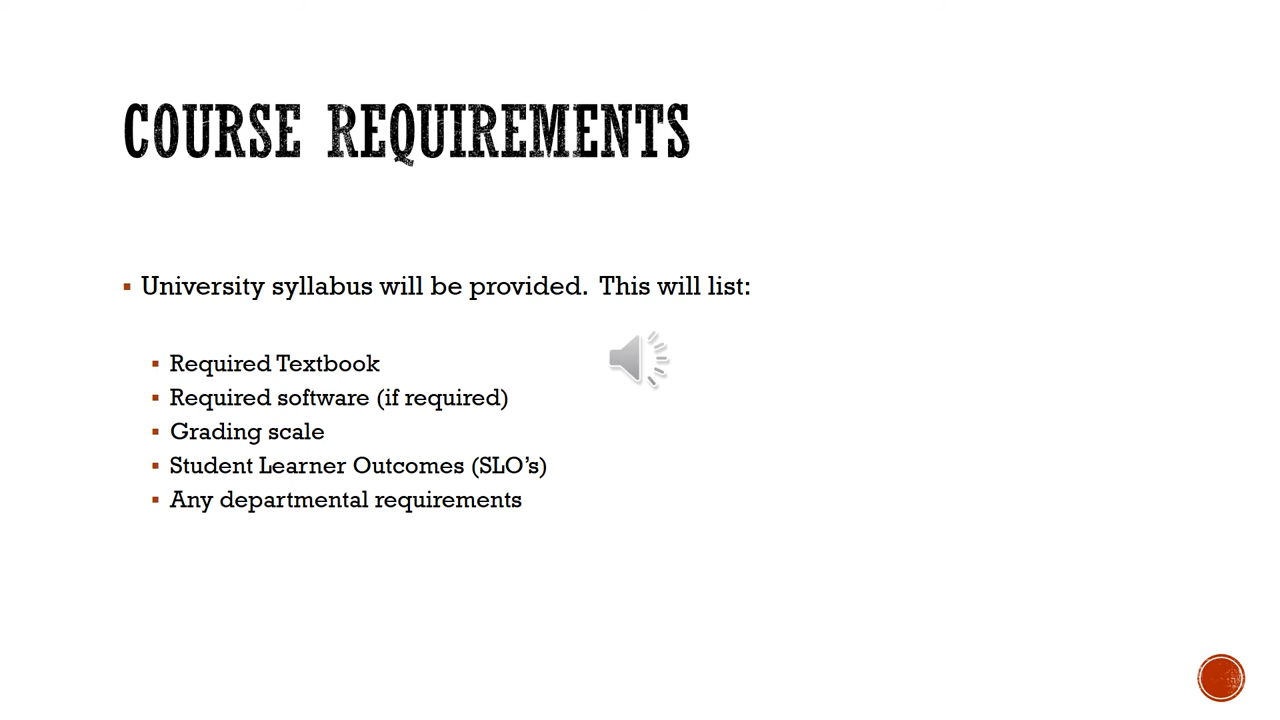 COURSE REQUIREMENTS
▪ University syllabus will be provided.  This will list:
▪ Required Textbook
▪ Required software (if required)
▪ Grading scale
▪ Student Learner Outcomes (SLO’s)
▪ Any departmental requirements